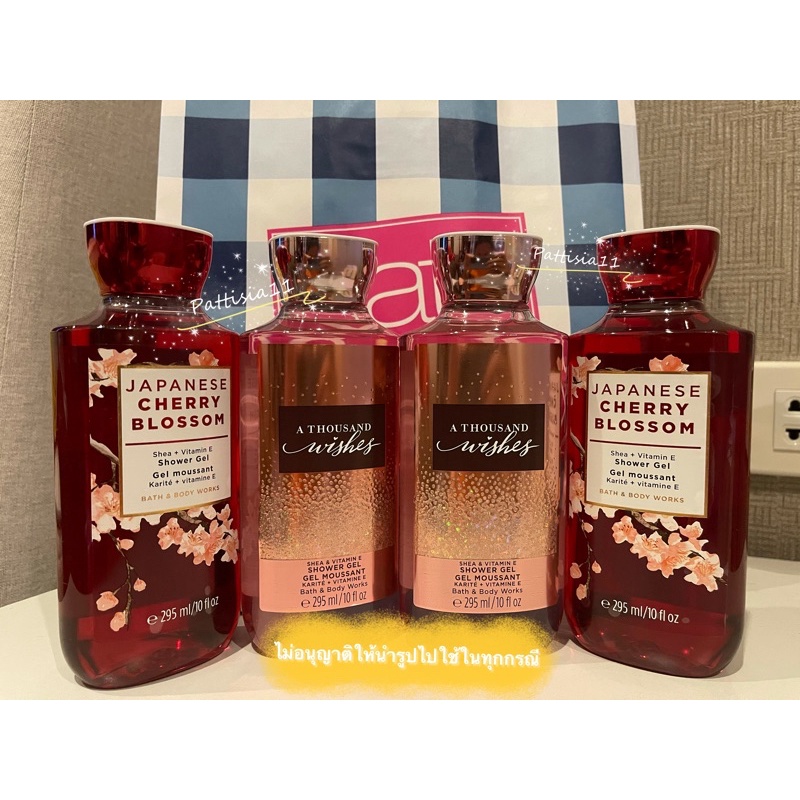 Pattisia11
Pattisia11
JAPANESE
CHERRY
BLOSSOM
Shea + Vitamin E
Shower Gel
Gel moussant
Karité + vitamine E
BATH & BODY WORKS
℮ 295 ml/10 fl oz
A THOUSAND
wishes
SHEA & VITAMIN E
SHOWER GEL
GEL MOUSSANT
KARITÉ + VITAMINE E
Bath & Body Works
℮ 295 ml/10 fl oz
A THOUSAND
wishes
SHEA & VITAMIN E
SHOWER GEL
GEL MOUSSANT
KARITÉ + VITAMINE E
Bath & Body Works
℮ 295 ml/10 fl oz
JAPANESE
CHERRY
BLOSSOM
Shea + Vitamin E
Shower Gel
Gel moussant
Karité + vitamine E
BATH & BODY WORKS
℮ 295 ml/10 fl oz
ไม่อนุญาติให้นำรูปไปใช้ในทุกกรณี